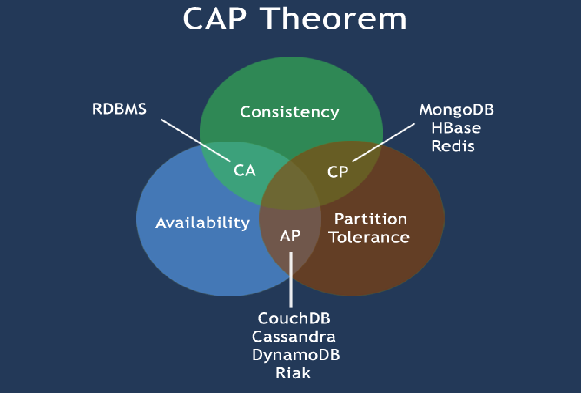 CAP Theorem
RDBMS
Consistency
MongoDB
HBase
Redis
CA
CP
Availability
Partition
Tolerance
AP
CouchDB
Cassandra
DynamoDB
Riak